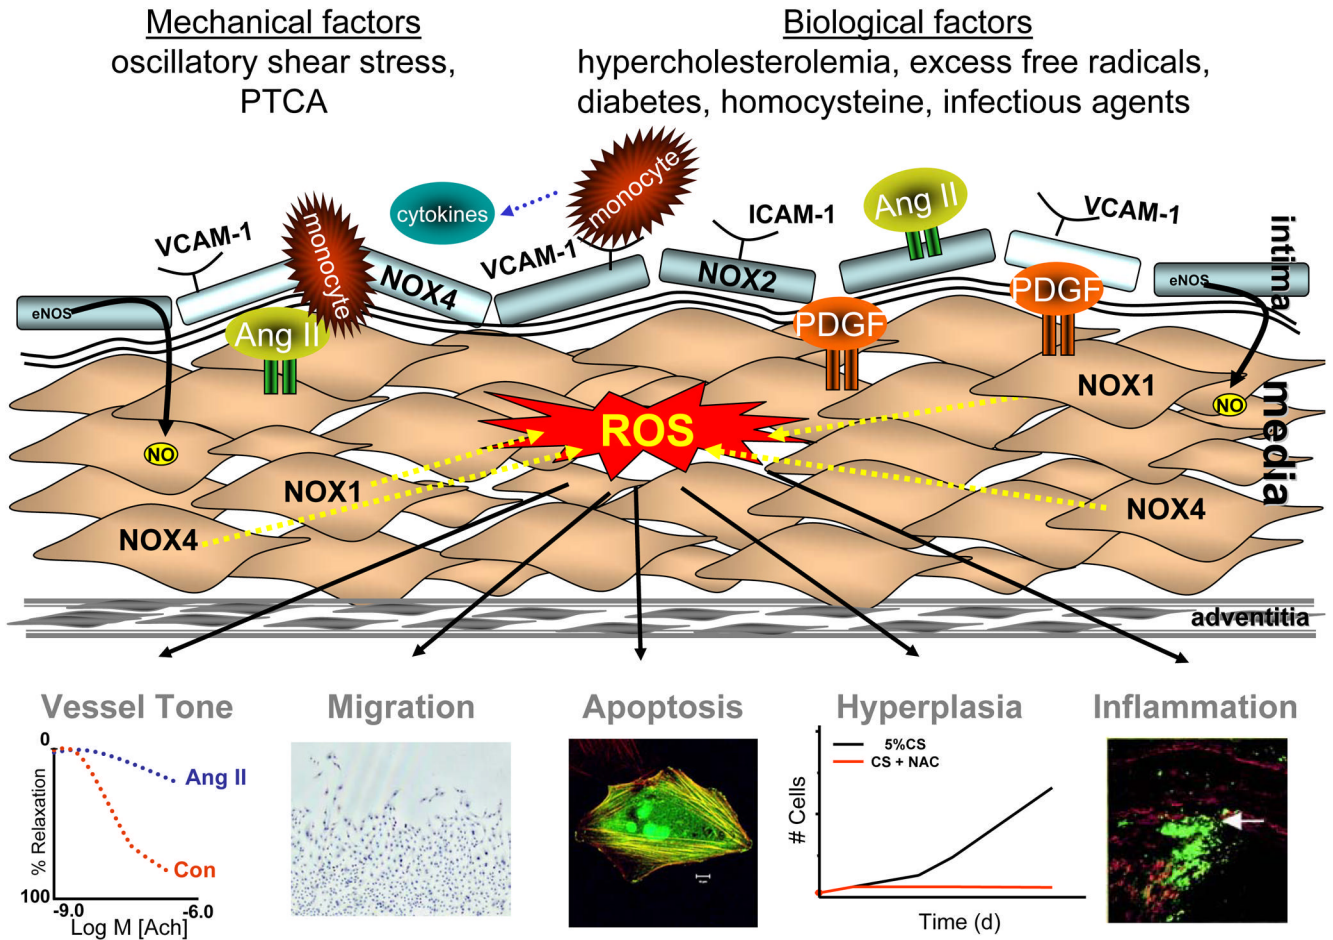 Mechanical factors
oscillatory shear stress,
PTCA
Biological factors
hypercholesterolemia, excess free radicals,
diabetes, homocysteine, infectious agents
VCAM-1
monocyte
cytokines
monocyte
VCAM-1
ICAM-1
Ang II
VCAM-1
intima
eNOS
NOX4
NOX2
eNOS
Ang II
PDGF
PDGF
NOX1
NO
media
ROS
NO
NOX1
NOX4
NOX4
adventitia
Vessel Tone
Migration
Apoptosis
Hyperplasia
Inflammation
0
% Relaxation
100
Ang II
Con
-9.0
-6.0
Log M [Ach]
5%CS
CS + NAC
# Cells
Time (d)